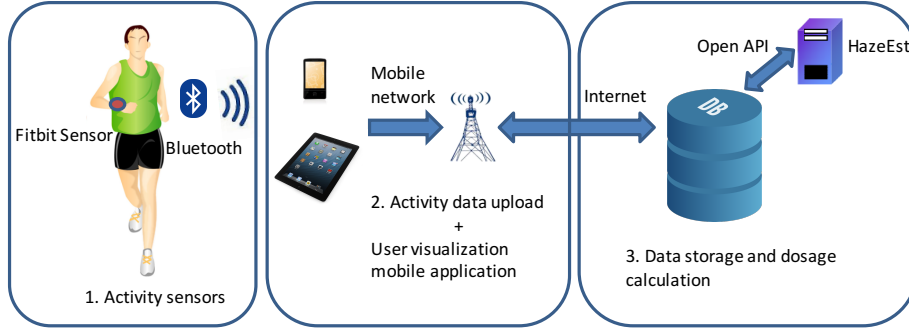 Fitbit Sensor
Bluetooth
1. Activity sensors
Mobile
network
2. Activity data upload
+
User visualization
mobile application
Internet
Open API
HazeEst
DB
3. Data storage and dosage
calculation